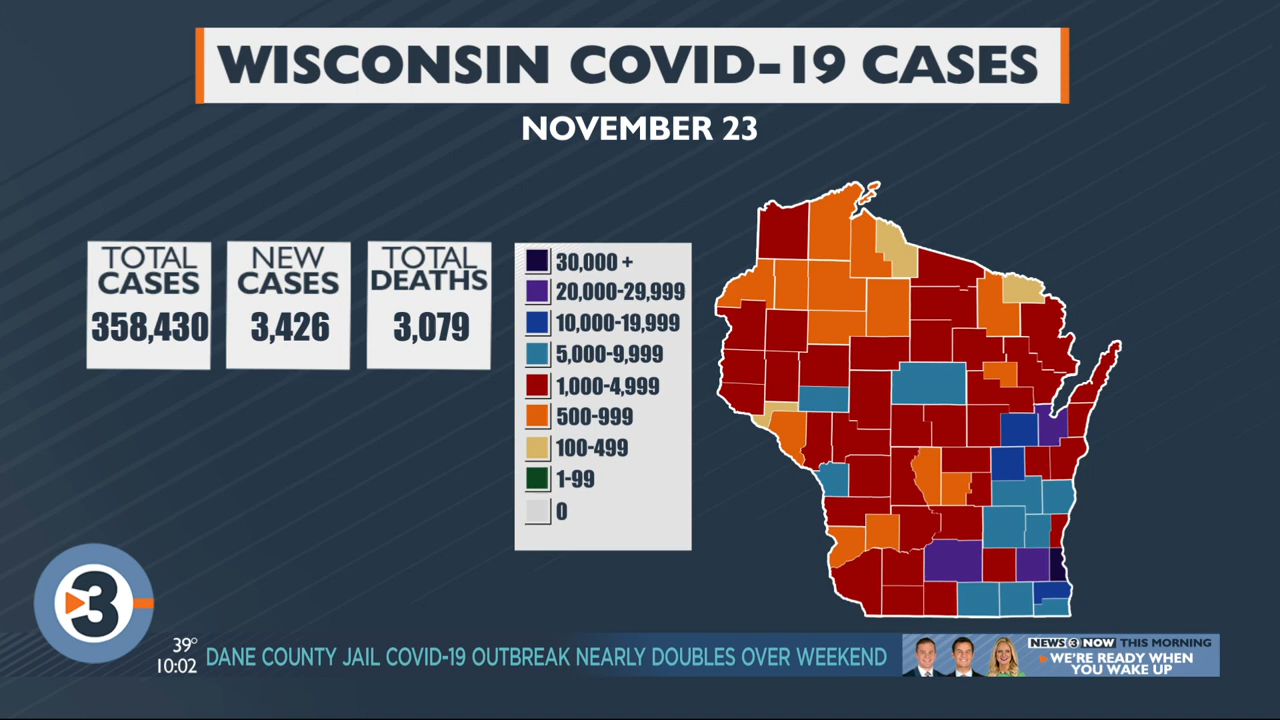 WISCONSIN COVID-19 CASES
NOVEMBER 23
TOTAL
CASES
358,430
NEW
CASES
3,426
TOTAL
DEATHS
3,079
30,000 +
20,000-29,999
10,000-19,999
5,000-9,999
1,000-4,999
500-999
100-499
1-99
0
3
39°
10:02
DANE COUNTY JAIL COVID-19 OUTBREAK NEARLY DOUBLES OVER WEEKEND
NEWS 3 NOW THIS MORNING
WE'RE READY WHEN
YOU WAKE UP